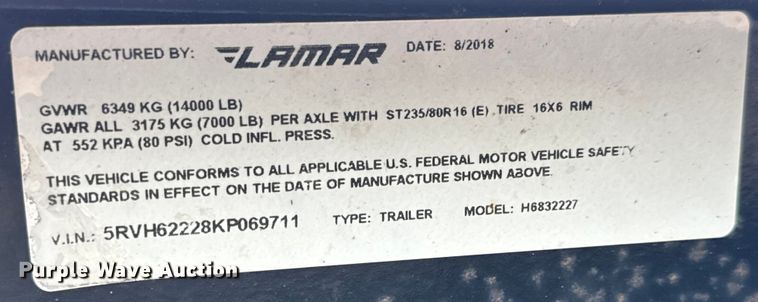 MANUFACTURED BY: LAMAR DATE: 8/2018
GVWR 6349 KG (14000 LB)
GAWR ALL 3175 KG (7000 LB) PER AXLE WITH ST235/80R16 (E) TIRE 16X6 RIM
AT 552 KPA (80 PSI) COLD INFL. PRESS.
THIS VEHICLE CONFORMS TO ALL APPLICABLE U.S. FEDERAL MOTOR VEHICLE SAFETY
STANDARDS IN EFFECT ON THE DATE OF MANUFACTURE SHOWN ABOVE.
V.I.N.: 5RVH62228KP069711 TYPE: TRAILER MODEL: H6832227
Purple Wave Auction